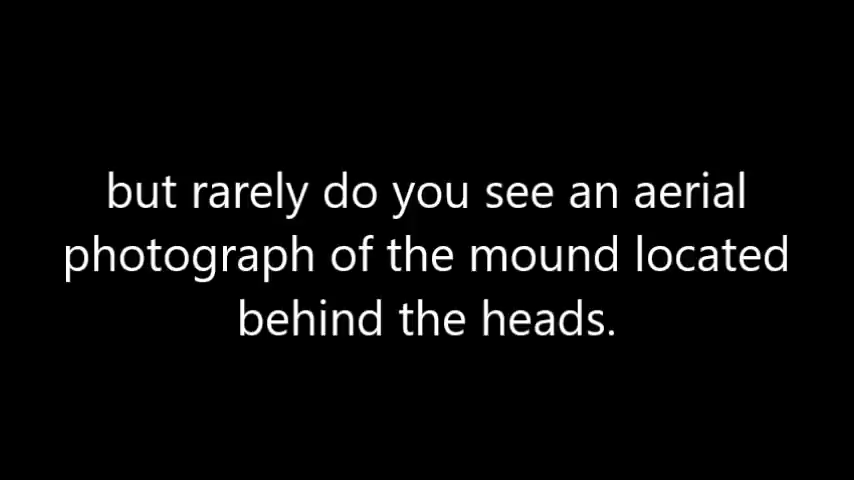 but rarely do you see an aerial
photograph of the mound located
behind the heads.